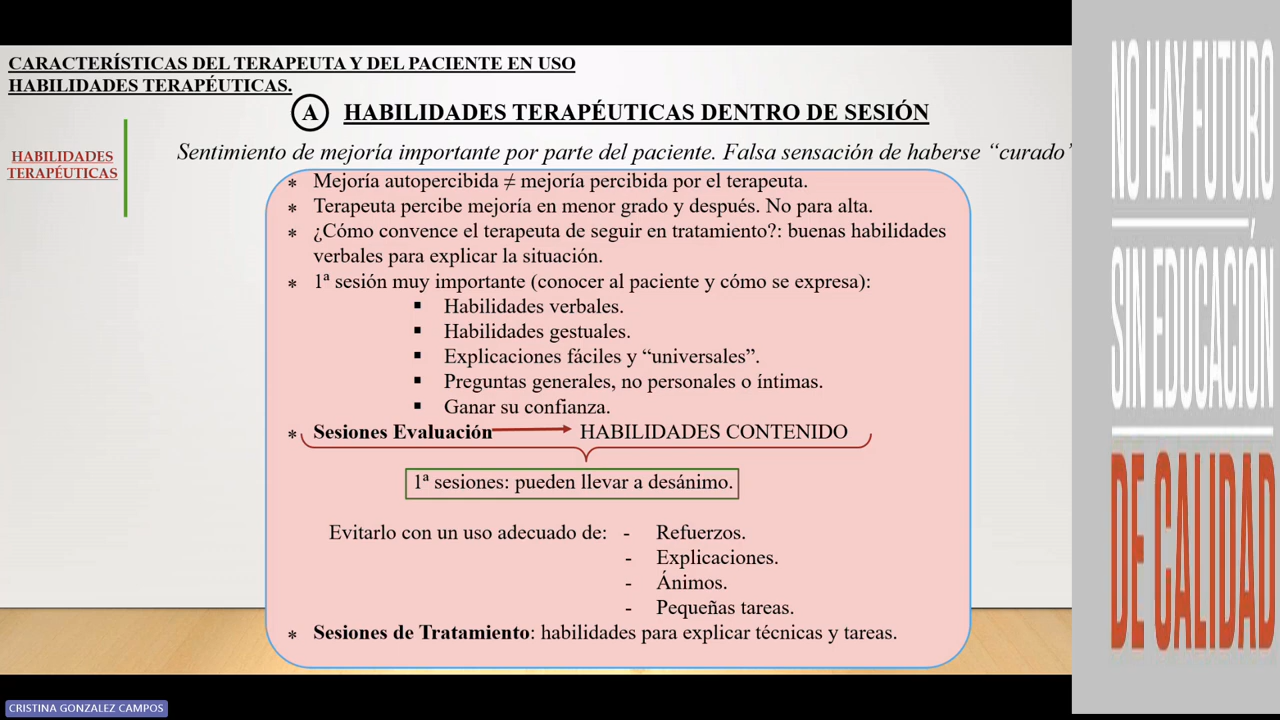 CARACTERÍSTICAS DEL TERAPEUTA Y DEL PACIENTE EN USO
HABILIDADES TERAPÉUTICAS.
A HABILIDADES TERAPÉUTICAS DENTRO DE SESIÓN
HABILIDADES
TERAPÉUTICAS
Sentimiento de mejoría importante por parte del paciente. Falsa sensación de haberse “curado”
* Mejoría autopercibida ≠ mejoría percibida por el terapeuta.
* Terapeuta percibe mejoría en menor grado y después. No para alta.
* ¿Cómo convence el terapeuta de seguir en tratamiento?: buenas habilidades
verbales para explicar la situación.
* 1ª sesión muy importante (conocer al paciente y cómo se expresa):
▪ Habilidades verbales.
▪ Habilidades gestuales.
▪ Explicaciones fáciles y “universales”.
▪ Preguntas generales, no personales o íntimas.
▪ Ganar su confianza.
* Sesiones Evaluación → HABILIDADES CONTENIDO
1ª sesiones: pueden llevar a desánimo.
Evitarlo con un uso adecuado de: - Refuerzos.
- Explicaciones.
- Ánimos.
- Pequeñas tareas.
* Sesiones de Tratamiento: habilidades para explicar técnicas y tareas.
NO HAY FUTURO
SIN EDUCACIÓN
DE CALIDAD
CRISTINA GONZALEZ CAMPOS